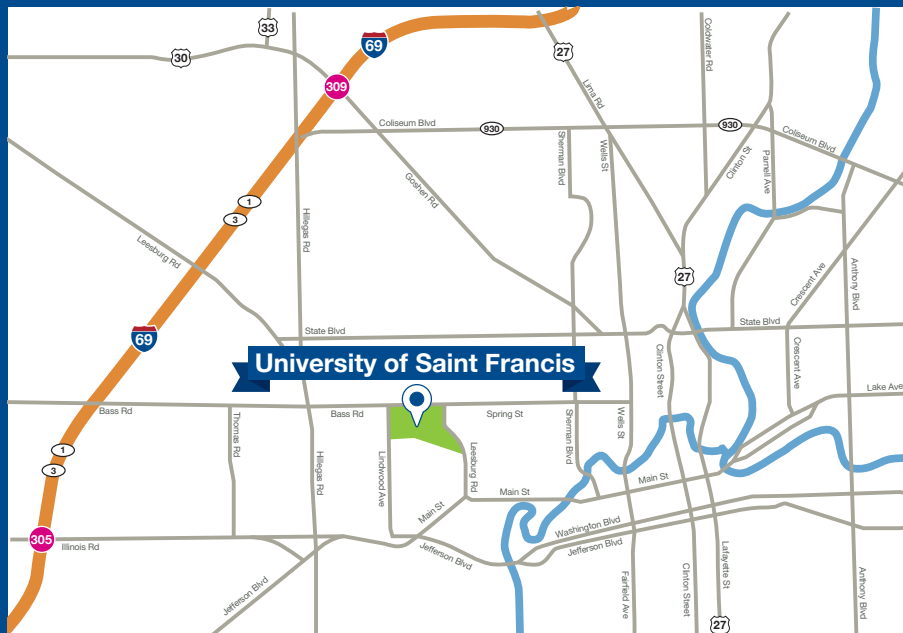 33
69
30
27
Coldwater Rd
309
Lima Rd
Coliseum Blvd
930
930
Coliseum Blvd
Sherman Blvd
Wells St
Clinton St
Parnell Ave
Goshen Rd
1
3
Hillegas Rd
Leesburg Rd
27
Crescent Ave
Anthony Blvd
69
State Blvd
State Blvd
University of Saint Francis
Clinton Street
Crescent Ave
Lake Ave
Bass Rd
Thomas Rd
Bass Rd
Spring St
Sherman Blvd
Wells St
1
3
Hillegas Rd
Lindwood Ave
Leesburg Rd
Main St
Main St
Main St
Washington Blvd
305
Illinois Rd
Jefferson Blvd
Jefferson Blvd
Jefferson Blvd
Fairfield Ave
Clinton Street
Lafayette St
Anthony Blvd
27